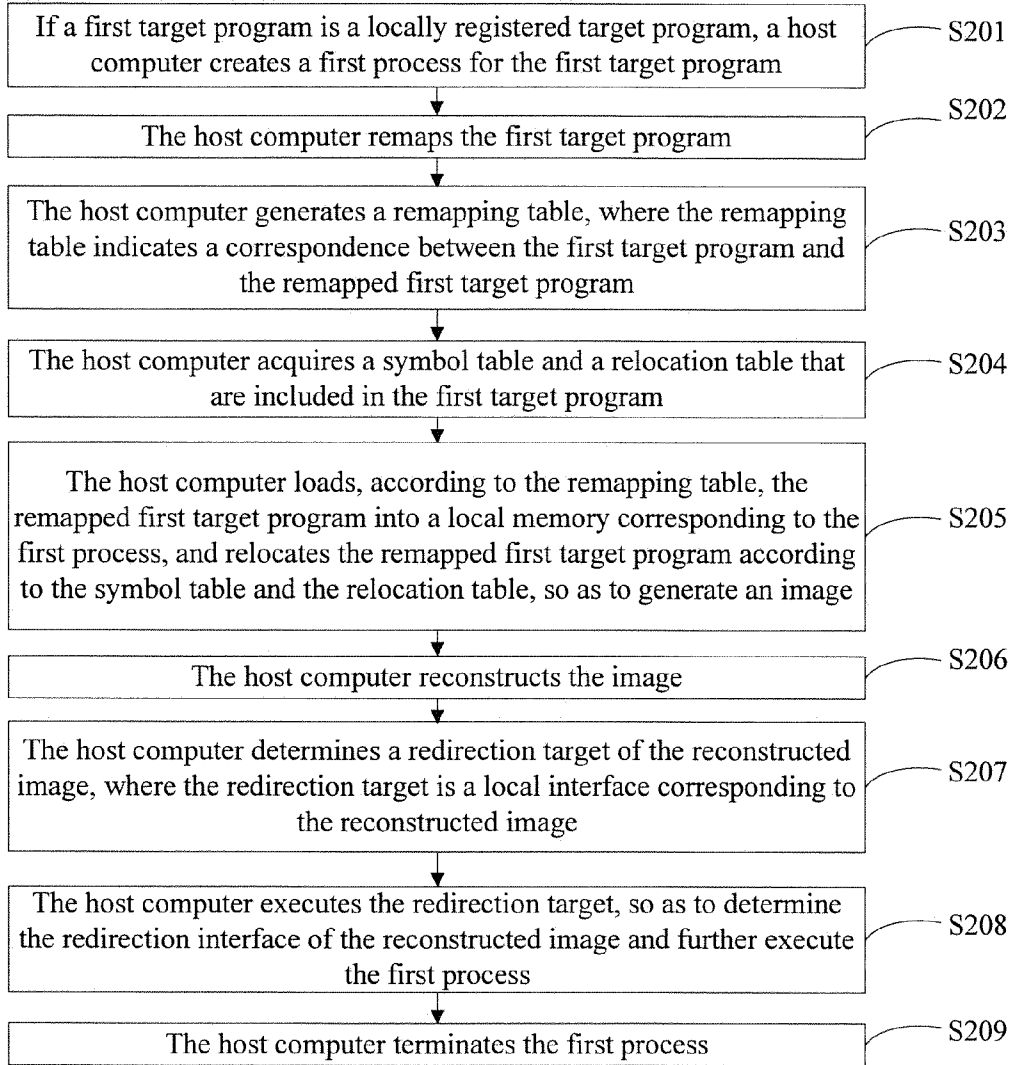 If a first target program is a locally registered target program, a host
computer creates a first process for the first target program
S201
The host computer remaps the first target program
S202
The host computer generates a remapping table, where the remapping
table indicates a correspondence between the first target program and
the remapped first target program
S203
The host computer acquires a symbol table and a relocation table that
are included in the first target program
S204
The host computer loads, according to the remapping table, the
remapped first target program into a local memory corresponding to the
first process, and relocates the remapped first target program according
to the symbol table and the relocation table, so as to generate an image
S205
The host computer reconstructs the image
S206
The host computer determines a redirection target of the reconstructed
image, where the redirection target is a local interface corresponding to
the reconstructed image
S207
The host computer executes the redirection target, so as to determine
the redirection interface of the reconstructed image and further execute
the first process
S208
The host computer terminates the first process
S209